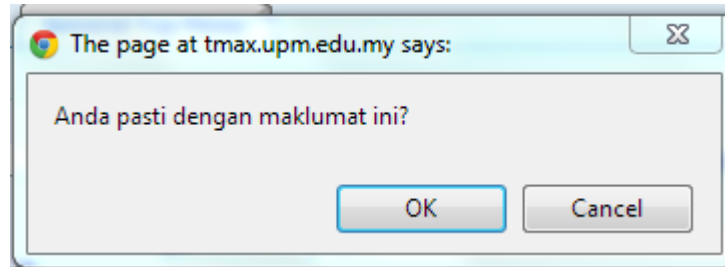 The page at tmax.upm.edu.my says:
Anda pasti dengan maklumat ini?
OK
Cancel